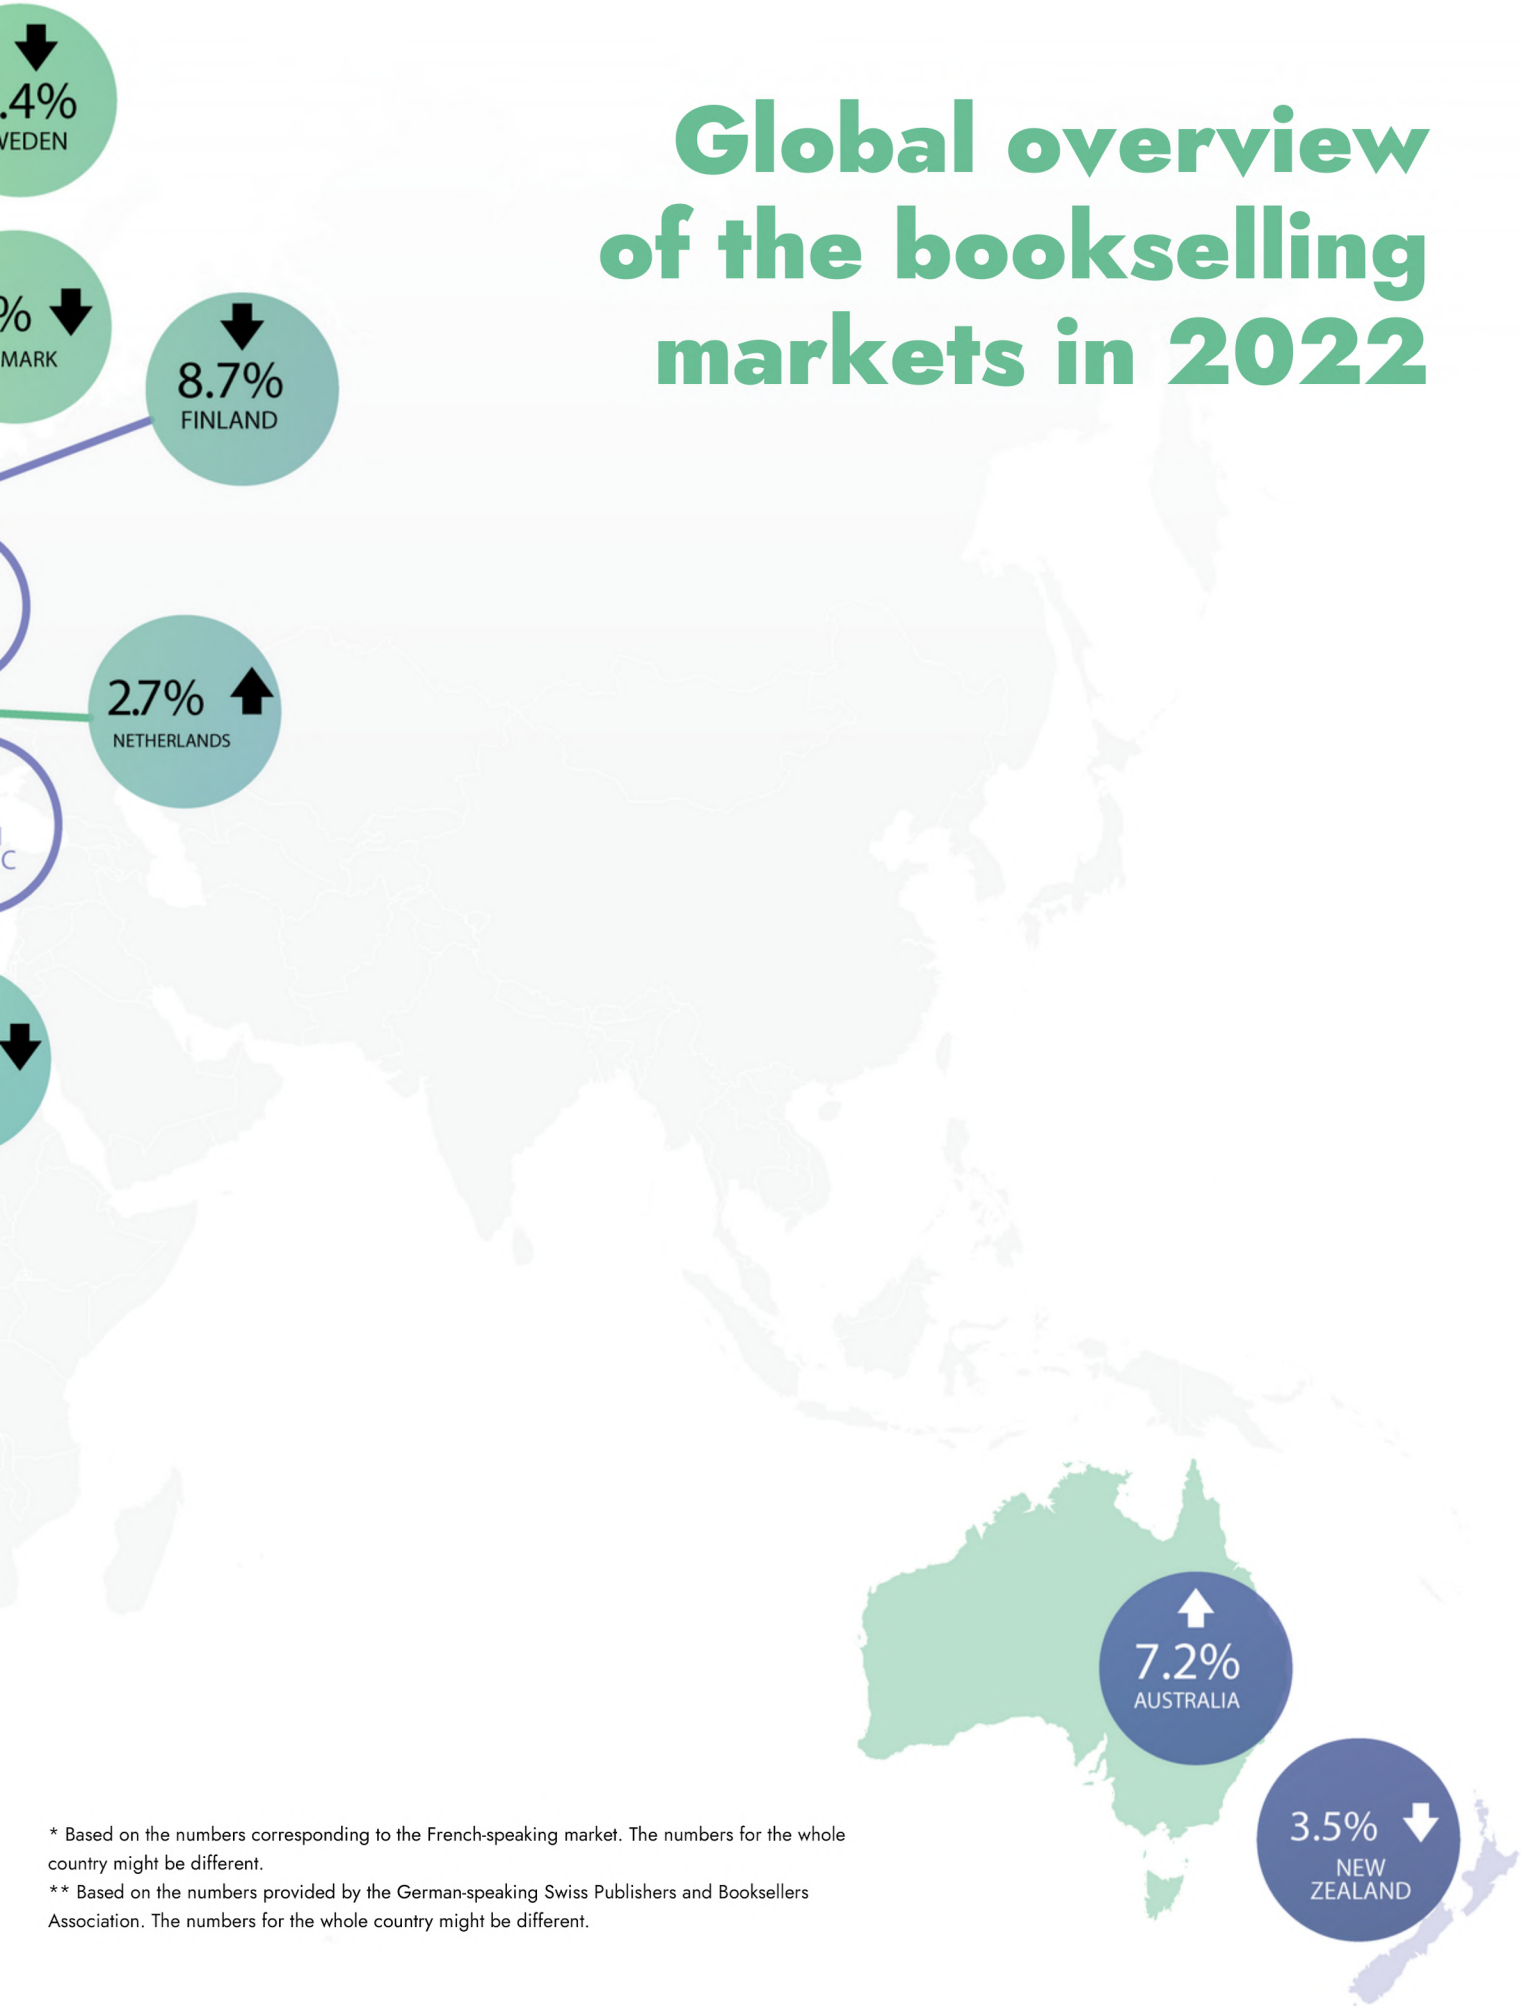 Global overview
of the bookselling
markets in 2022
.4%
%
8.7%
FINLAND
2.7%
NETHERLANDS
C
7.2%
AUSTRALIA
3.5%
NEW
ZEALAND
* Based on the numbers corresponding to the French-speaking market. The numbers for the whole
country might be different.
** Based on the numbers provided by the German-speaking Swiss Publishers and Booksellers
Association. The numbers for the whole country might be different.